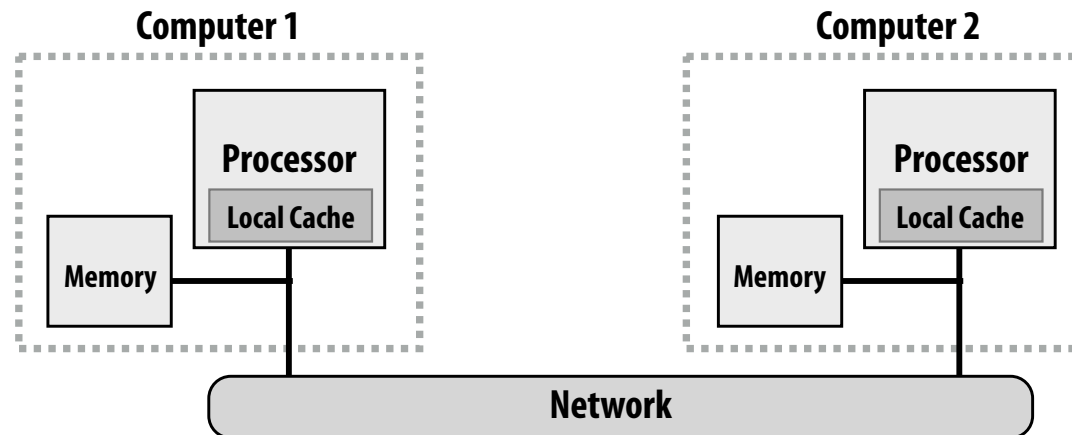 Computer 1
Computer 2
Processor
Local Cache
Memory
Processor
Local Cache
Memory
Network